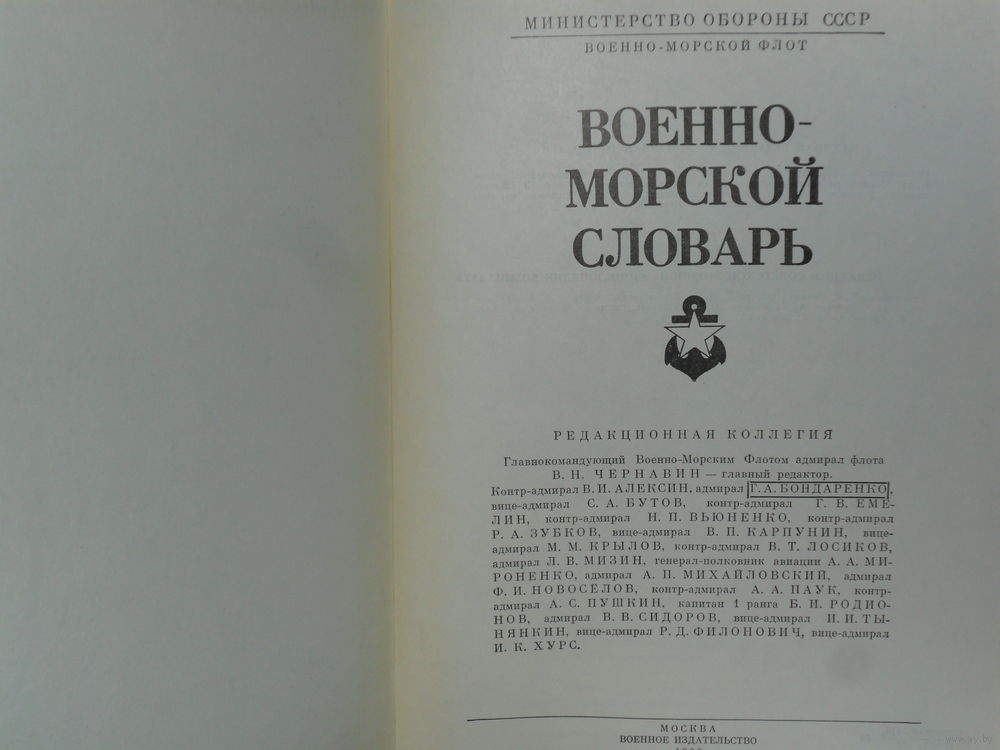 МИНИСТЕРСТВО ОБОРОНЫ СССР
ВОЕННО-МОРСКОЙ ФЛОТ
ВОЕННО-
МОРСКОЙ
СЛОВАРЬ
РЕДАКЦИОННАЯ КОЛЛЕГИЯ
Главнокомандующий Военно-Морским Флотом адмирал флота
В. Н. ЧЕРНАВИН — главный редактор.
Контр-адмирал В. И. АЛЕКСИН, адмирал Г. А. БОНДАРЕНКО,
вице-адмирал С. А. БУТОВ, контр-адмирал Г. В. ЕМЕ-
ЛИН, контр-адмирал Н. П. ВЬЮНЕНКО, контр-адмирал
Р. А. ЗУБКОВ, вице-адмирал В. П. КАРПУНИН, вице-
адмирал М. М. КРЫЛОВ, контр-адмирал В. Т. ЛОСИКОВ,
адмирал Л. В. МИЗИН, генерал-полковник авиации А. А. МИ-
РОНЕНКО, адмирал А. П. МИХАЙЛОВСКИЙ, адмирал
Ф. И. НОВОСЁЛОВ, контр-адмирал А. А. ПАУК, контр-
адмирал А. С. ПУШКИН, капитан 1 ранга Б. И. РОДИО-
НОВ, адмирал В. В. СИДОРОВ, вице-адмирал И. И. ТЫ-
НЯНКИН, вице-адмирал Р. Д. ФИЛОНОВИЧ, вице-адмирал
И. К. ХУРС.
МОСКВА
ВОЕННОЕ ИЗДАТЕЛЬСТВО
www.ay.by